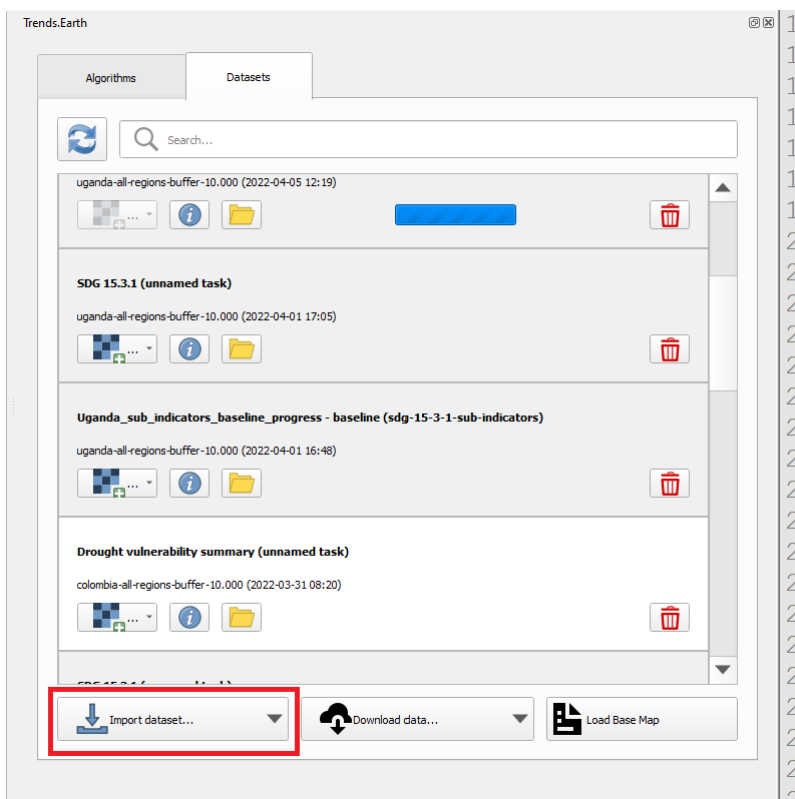 Trends.Earth
Algorithms
Datasets
Search...
uganda-all-regions-buffer-10.000 (2022-04-05 12:19)
...
SDG 15.3.1 (unnamed task)
uganda-all-regions-buffer-10.000 (2022-04-01 17:05)
...
Uganda_sub_indicators_baseline_progress - baseline (sdg-15-3-1-sub-indicators)
uganda-all-regions-buffer-10.000 (2022-04-01 16:48)
...
Drought vulnerability summary (unnamed task)
colombia-all-regions-buffer-10.000 (2022-03-31 08:20)
...
Import dataset...
Download data...
Load Base Map